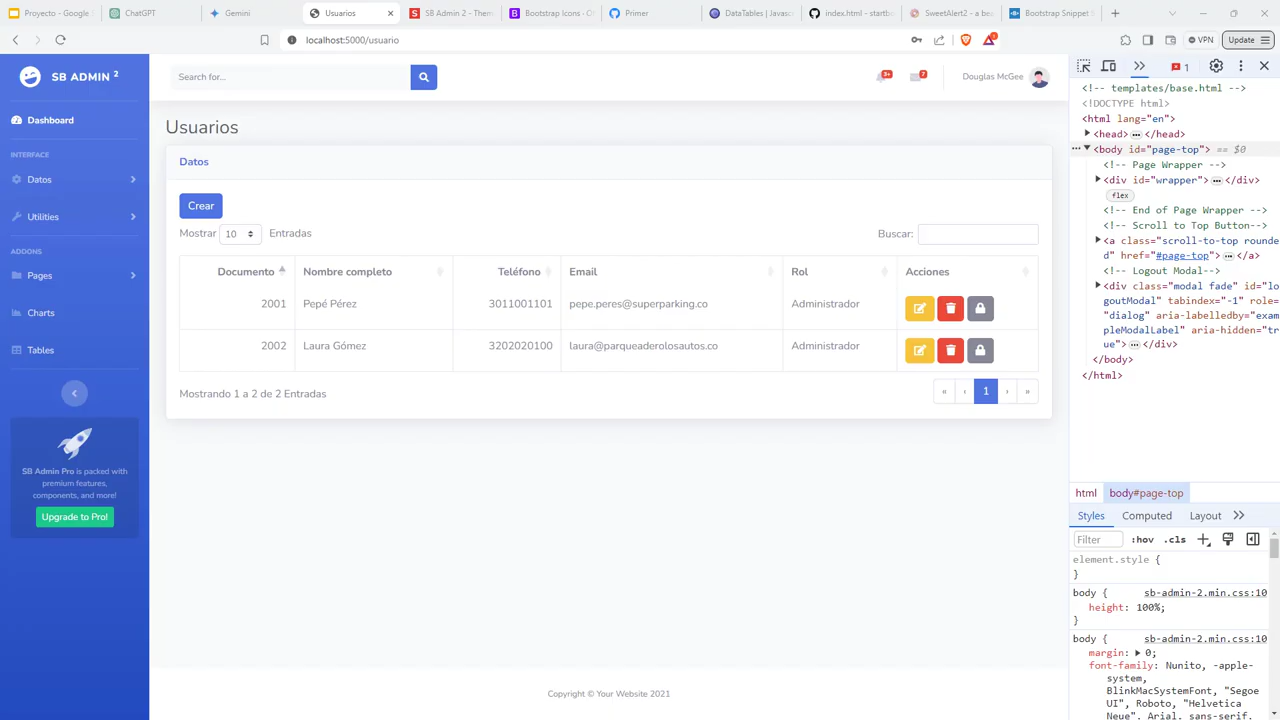 Proyecto - Google
ChatGPT
Gemini
Usuarios
SB Admin 2 - Them
Bootstrap Icons - O
Primer
DataTables | Javasc
index.html - startb
SweetAlert2 - a bea
Bootstrap Snippet S
localhost:5000/usuario
VPN
Update
SB ADMIN 2
Search for...
3+
7
Douglas McGee
Dashboard
INTERFACE
Datos
Utilities
ADDONS
Pages
Charts
Tables
SB Admin Pro is packed with
premium features,
components, and more!
Upgrade to Pro!
Usuarios
Datos
Crear
Mostrar 10 Entradas
Buscar:
Documento Nombre completo Teléfono Email Rol Acciones
2001 Pepé Pérez 3011001101 pepe.peres@superparking.co Administrador
2002 Laura Gómez 3202020100 laura@parqueaderolosautos.co Administrador
Mostrando 1 a 2 de 2 Entradas
« ‹ 1 › »
Copyright © Your Website 2021
1
<!-- templates/base.html -->
<!DOCTYPE html>
<html lang="en">
<head> ••• </head>
<body id="page-top"> == $0
<!-- Page Wrapper -->
<div id="wrapper"> ••• </div>
flex
<!-- End of Page Wrapper -->
<!-- Scroll to Top Button-->
<a class="scroll-to-top rounde
d" href="#page-top"> ••• </a>
<!-- Logout Modal-->
<div class="modal fade" id="lo
goutModal" tabindex="-1" role=
"dialog" aria-labelledby="exam
pleModalLabel" aria-hidden="tr
ue"> ••• </div>
</body>
</html>
html body#page-top
Styles Computed Layout
Filter :hov .cls
element.style {
}
body { sb-admin-2.min.css:10
height: 100%;
}
body { sb-admin-2.min.css:10
margin: 0;
font-family: Nunito, -apple-
system,
BlinkMacSystemFont, "Segoe
UI", Roboto, "Helvetica
Neue", Arial, sans-serif,